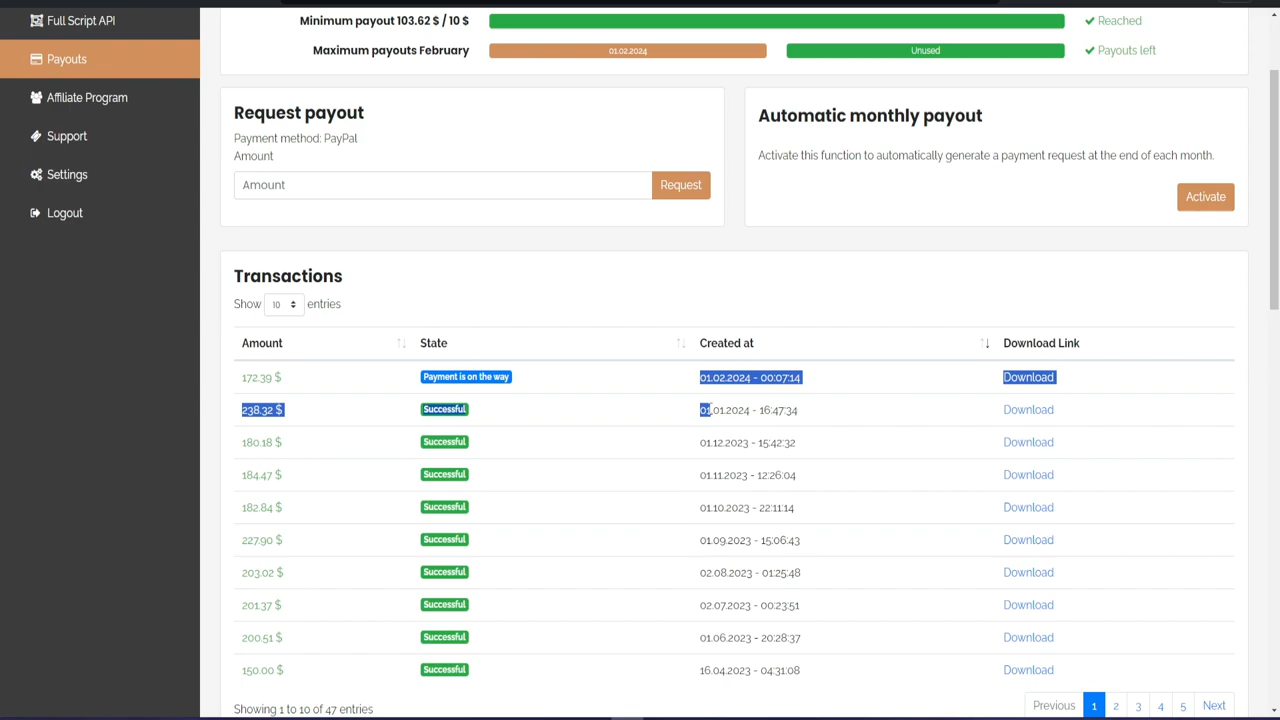 Full Script API
Payouts
Affiliate Program
Support
Settings
Logout
Minimum payout 103.62 $ / 10 $
Reached
Maximum payouts February
01.02.2024
Unused
Payouts left
Request payout
Payment method: PayPal
Amount
Amount
Request
Automatic monthly payout
Activate this function to automatically generate a payment request at the end of each month.
Activate
Transactions
Show 10 entries
Amount State Created at Download Link
172.39 $ Payment is on the way 01.02.2024 - 00:07:14 Download
238.32 $ Successful 01.01.2024 - 16:47:34 Download
180.18 $ Successful 01.12.2023 - 15:42:32 Download
184.47 $ Successful 01.11.2023 - 12:26:04 Download
182.84 $ Successful 01.10.2023 - 22:11:14 Download
227.90 $ Successful 01.09.2023 - 15:06:43 Download
203.02 $ Successful 02.08.2023 - 01:25:48 Download
201.37 $ Successful 02.07.2023 - 00:23:51 Download
200.51 $ Successful 01.06.2023 - 20:28:37 Download
150.00 $ Successful 16.04.2023 - 04:31:08 Download
Showing 1 to 10 of 47 entries
Previous 1 2 3 4 5 Next